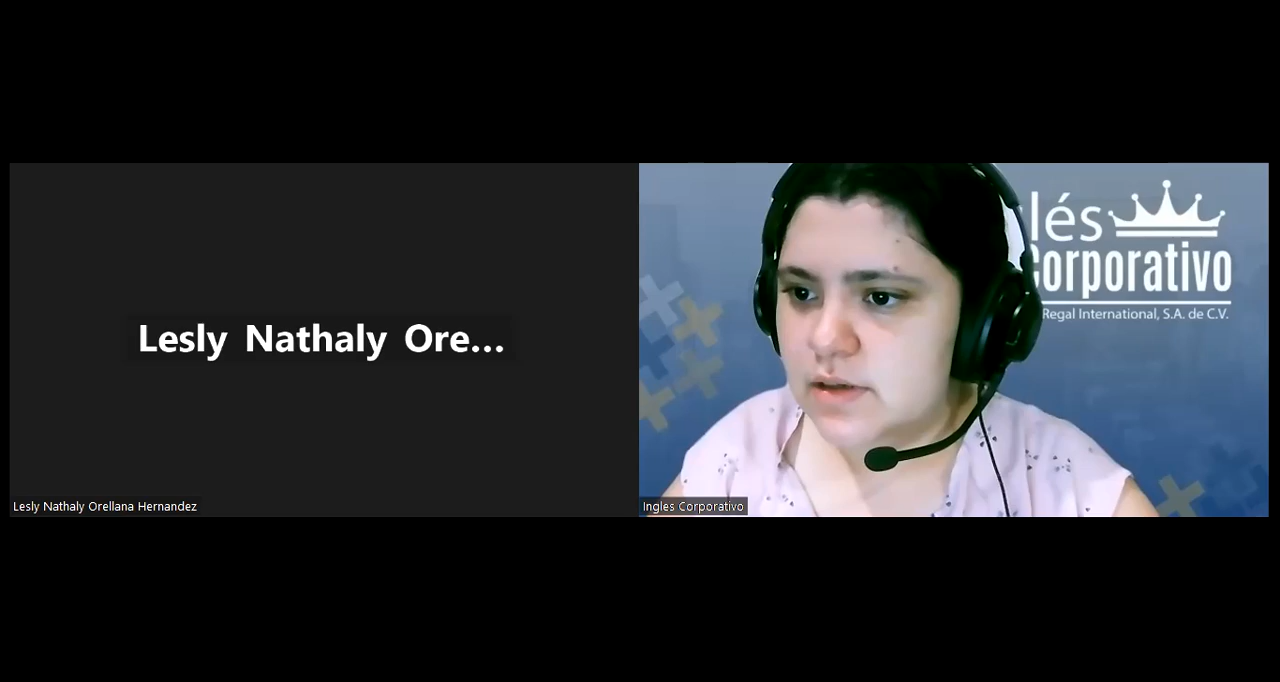 Lesly Nathaly Ore...
Lesly Nathaly Orellana Hernandez
lés
Corporativo
Regal International, S.A. de C.V.
Ingles Corporativo